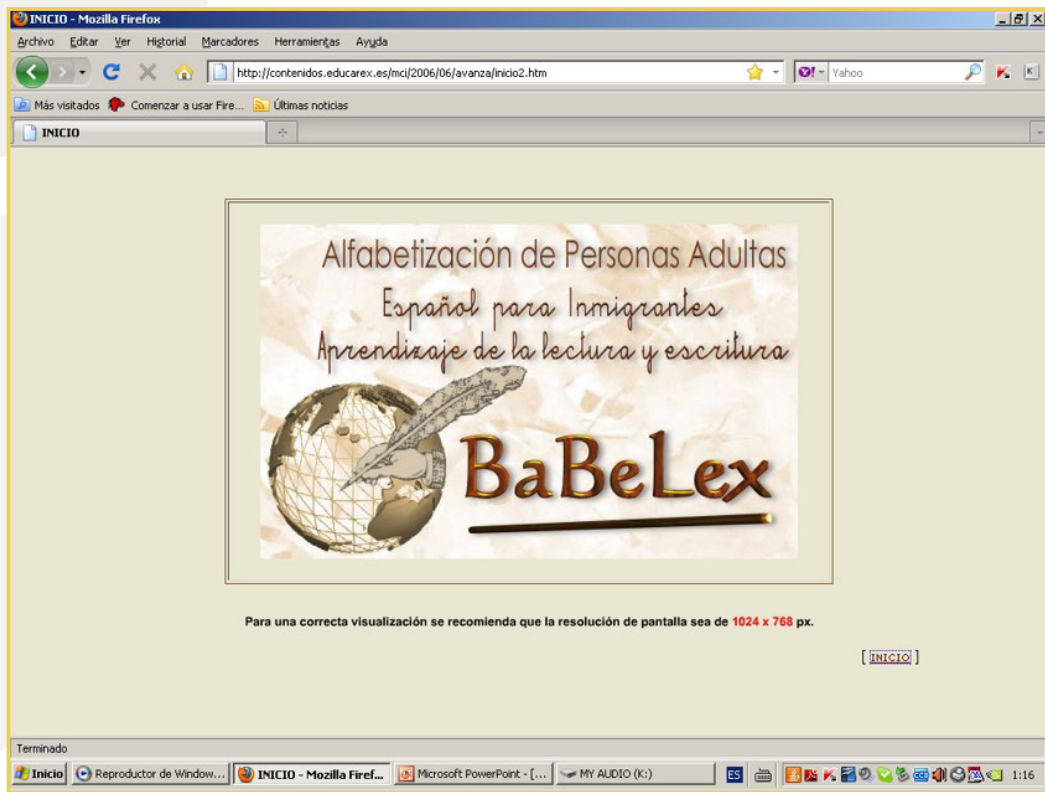 INICIO - Mozilla Firefox
Archivo Editar Ver Historial Marcadores Herramientas Ayuda
http://contenidos.educarex.es/mci/2006/06/avanza/inicio2.htm
Yahoo
Más visitados Comenzar a usar Fire... Últimas noticias
INICIO
Alfabetización de Personas Adultas
Español para Inmigrantes
Aprendizaje de la lectura y escritura
BaBeLex
Para una correcta visualización se recomienda que la resolución de pantalla sea de 1024 x 768 px.
[ INICIO ]
Terminado
Inicio Reproductor de Window... INICIO - Mozilla Firef... Microsoft PowerPoint - [... MY AUDIO (K:) ES 1:16